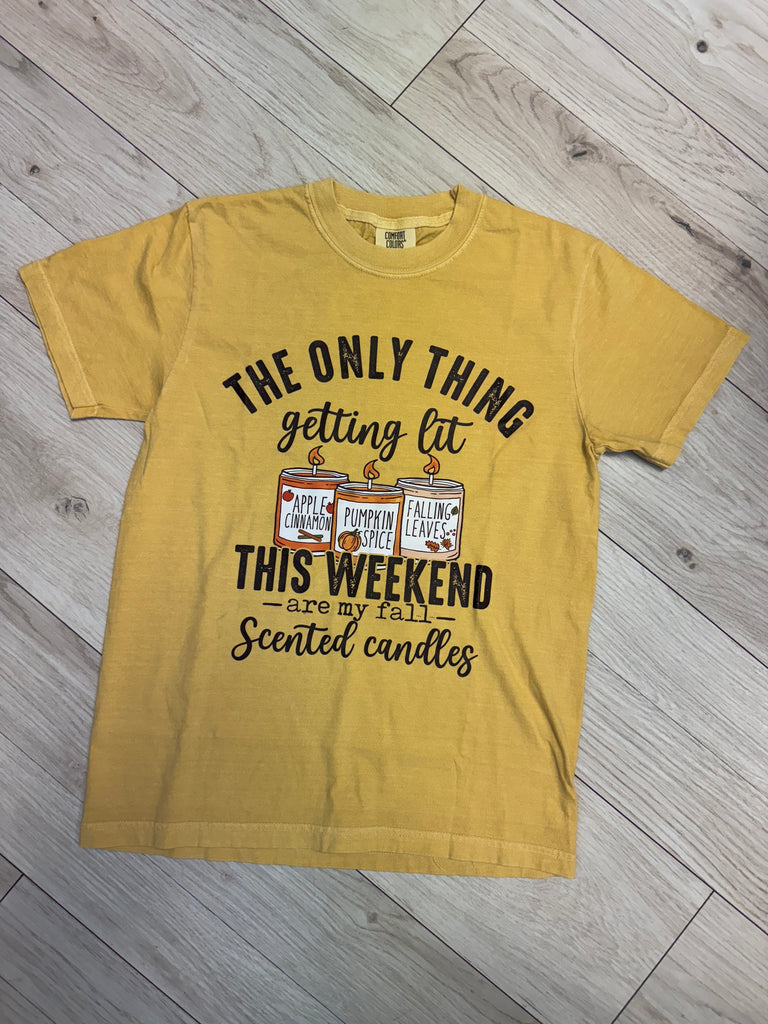 COMFORT
COLORS
THE ONLY THING
getting lit
APPLE
CINNAMON
PUMPKIN
SPICE
FALLING
LEAVES
THIS WEEKEND
—are my fall—
Scented candles